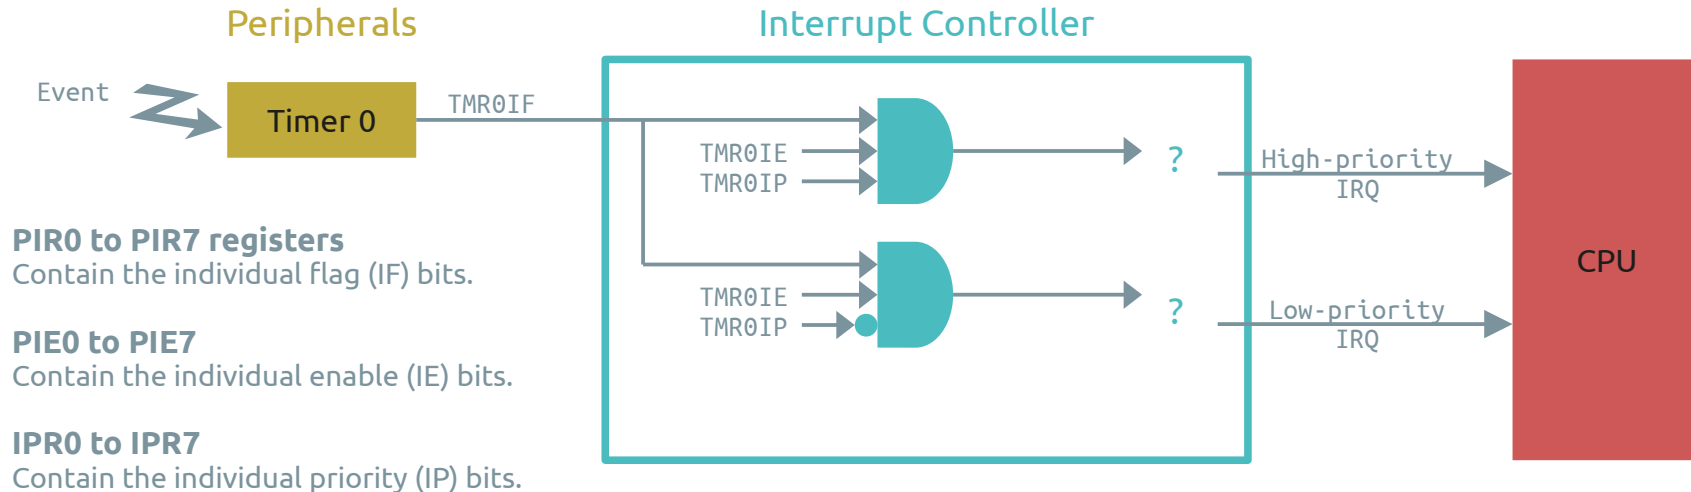 Peripherals
Interrupt Controller
Event
Timer 0
TMR0IF
TMR0IE
TMR0IP
?
High-priority
IRQ
PIR0 to PIR7 registers
Contain the individual flag (IF) bits.
TMR0IE
TMR0IP
?
Low-priority
IRQ
CPU
PIE0 to PIE7
Contain the individual enable (IE) bits.
IPR0 to IPR7
Contain the individual priority (IP) bits.